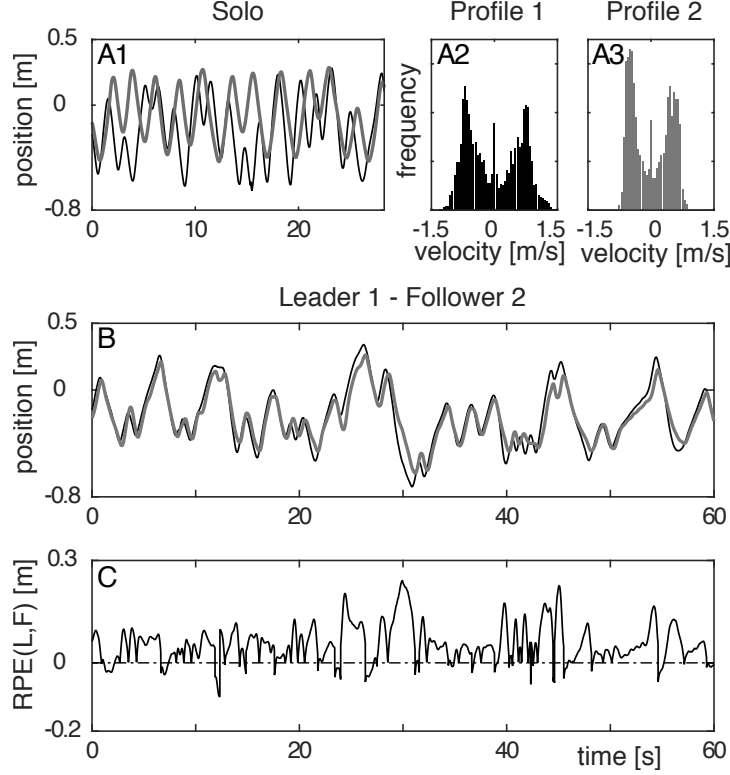 Solo Profile 1 Profile 2
0.5 A1 A2 A3
position [m] 0 frequency
-0.8
0 10 20 -1.5 0 1.5 -1.5 0 1.5
velocity [m/s] velocity [m/s]
Leader 1 - Follower 2
0.5 B
position [m] 0
-0.8
0 20 40 60
0.3 C
RPE(L,F) [m] 0
-0.2
0 20 40 time [s] 60